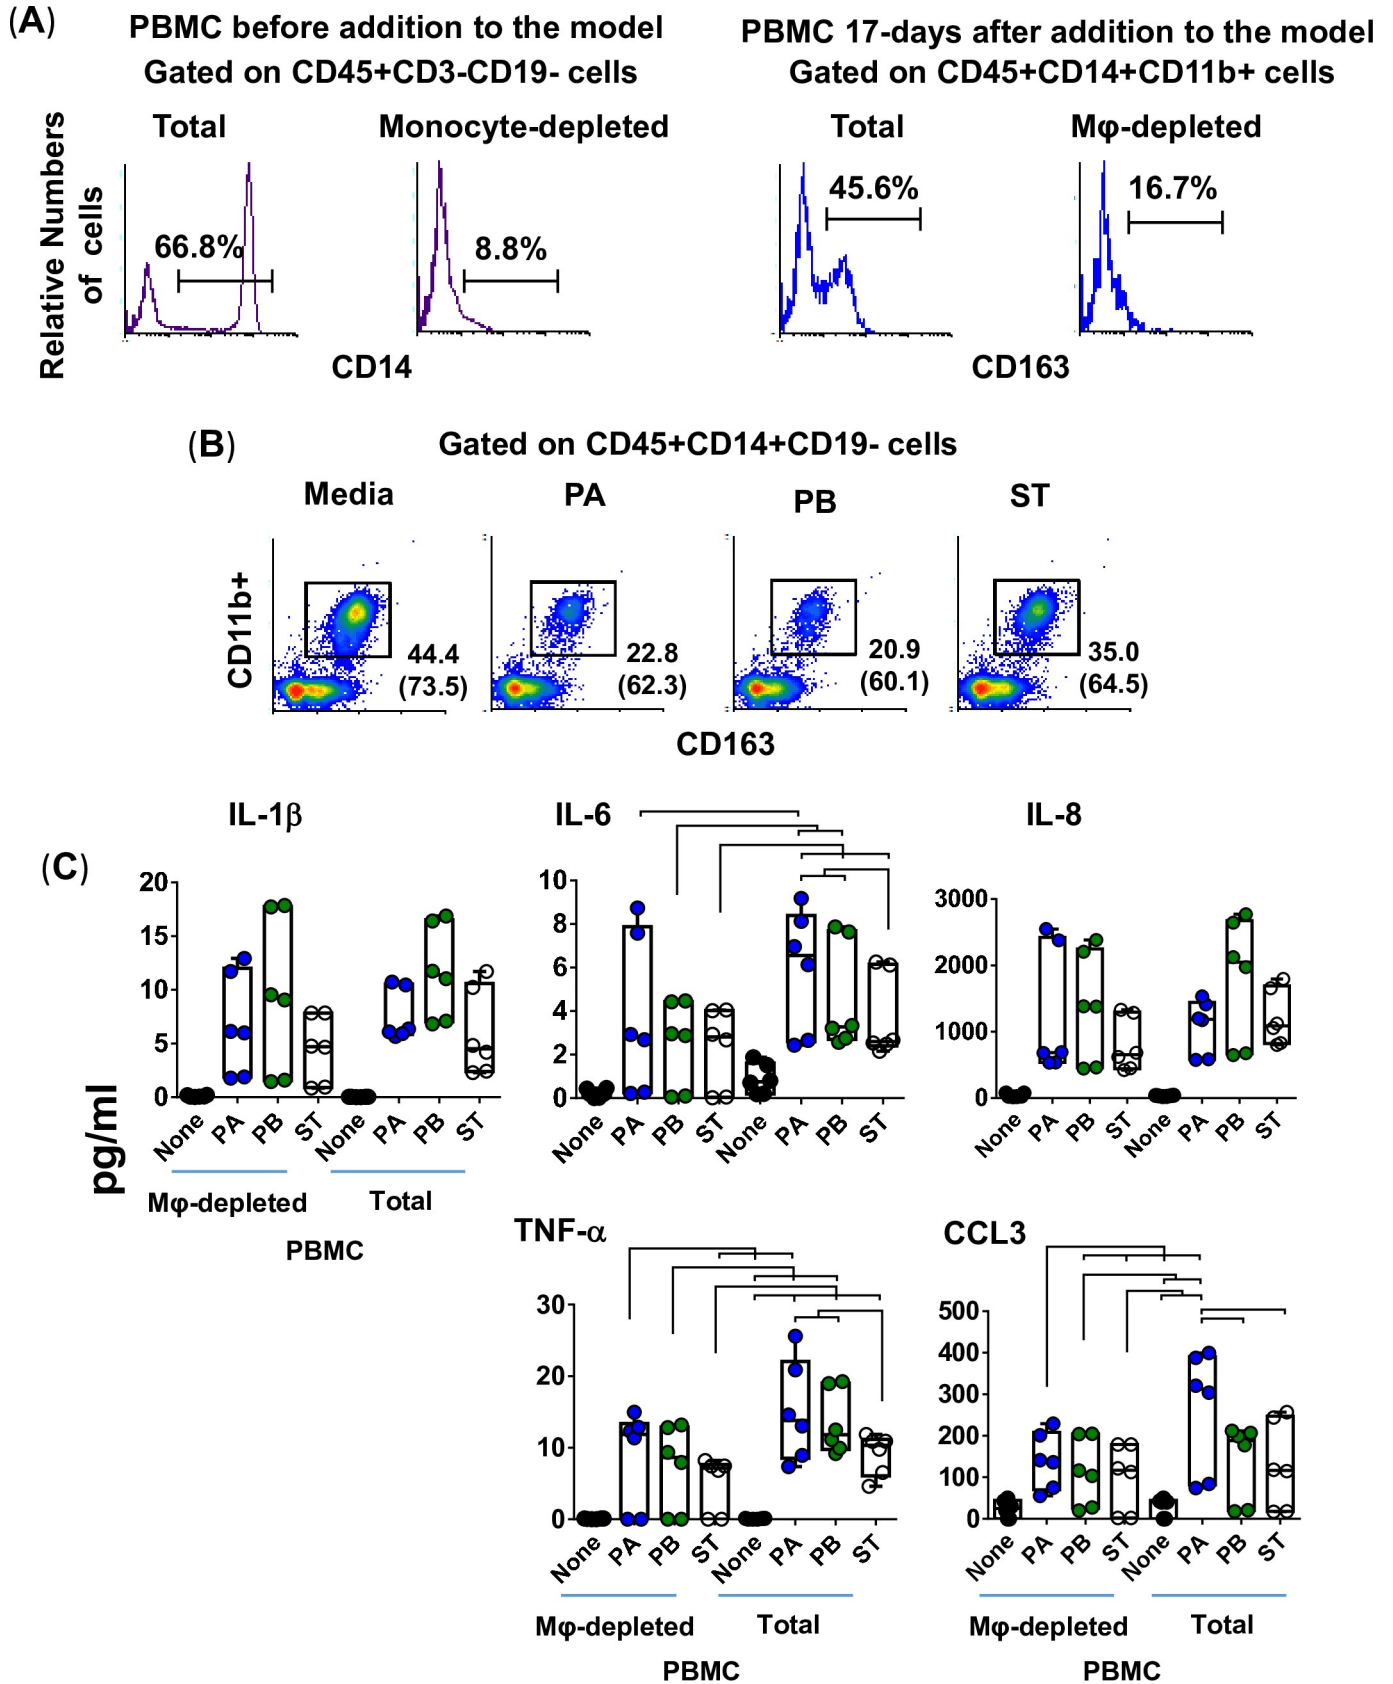 (A)
PBMC before addition to the model
Gated on CD45+CD3-CD19- cells
PBMC 17-days after addition to the model
Gated on CD45+CD14+CD11b+ cells
Total
Monocyte-depleted
Total
Mφ-depleted
Relative Numbers
of cells
66.8%
8.8%
45.6%
16.7%
CD14
CD163
(B)
Gated on CD45+CD14+CD19- cells
Media
PA
PB
ST
CD11b+
44.4
(73.5)
22.8
(62.3)
20.9
(60.1)
35.0
(64.5)
CD163
(C)
pg/ml
IL-1β
20
15
10
5
0
None
PA
PB
ST
None
PA
PB
ST
Mφ-depleted
Total
PBMC
IL-6
10
8
6
4
2
0
None
PA
PB
ST
None
PA
PB
ST
IL-8
3000
2000
1000
0
None
PA
PB
ST
None
PA
PB
ST
TNF-α
30
20
10
0
None
PA
PB
ST
None
PA
PB
ST
Mφ-depleted
Total
PBMC
CCL3
500
400
300
200
100
0
None
PA
PB
ST
None
PA
PB
ST
Mφ-depleted
Total
PBMC